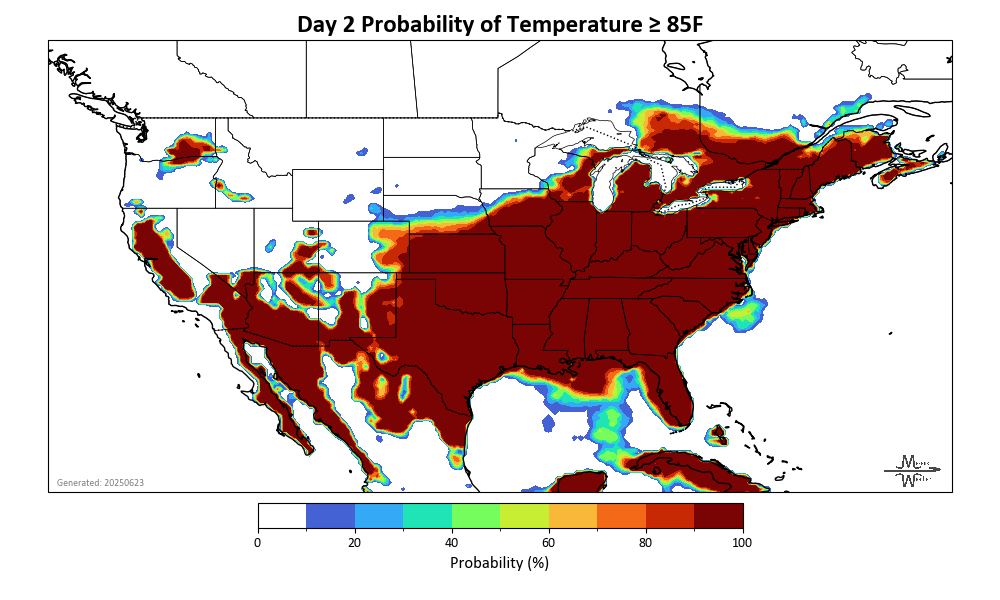 Day 2 Probability of Temperature ≥ 85F
Generated: 20250623
0 20 40 60 80 100
Probability (%)